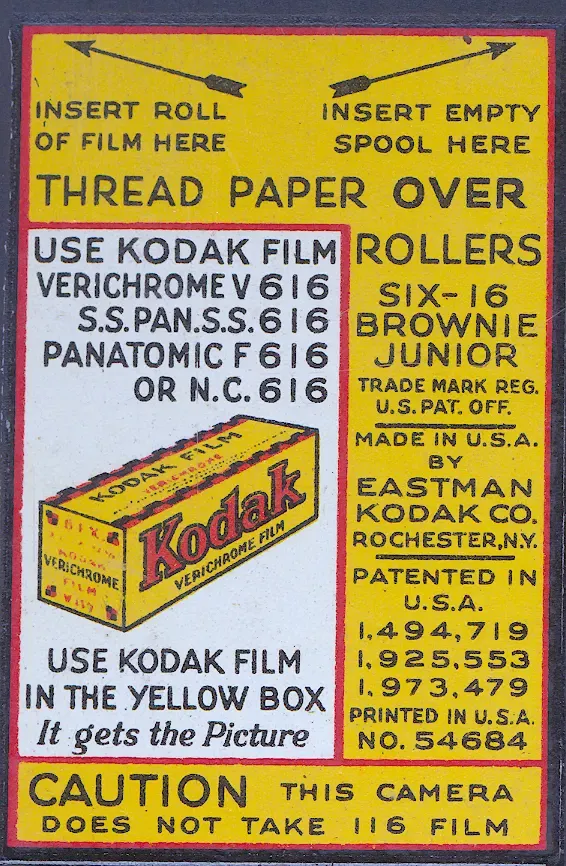 INSERT ROLL
OF FILM HERE
INSERT EMPTY
SPOOL HERE
THREAD PAPER OVER
ROLLERS
USE KODAK FILM
VERICHROME V 616
S.S.PAN.S.S. 616
PANATOMIC F 616
OR N.C. 616
KODAK FILM
VERICHROME
Kodak
VERICHROME FILM
VERICHROME
FILM
USE KODAK FILM
IN THE YELLOW BOX
It gets the Picture
SIX-16
BROWNIE
JUNIOR
TRADE MARK REG.
U.S. PAT. OFF.
MADE IN U.S.A.
BY
EASTMAN
KODAK CO.
ROCHESTER, N.Y.
PATENTED IN
U.S.A.
1,494,719
1,925,553
1,973,479
PRINTED IN U.S.A.
NO. 54684
CAUTION THIS CAMERA
DOES NOT TAKE 116 FILM